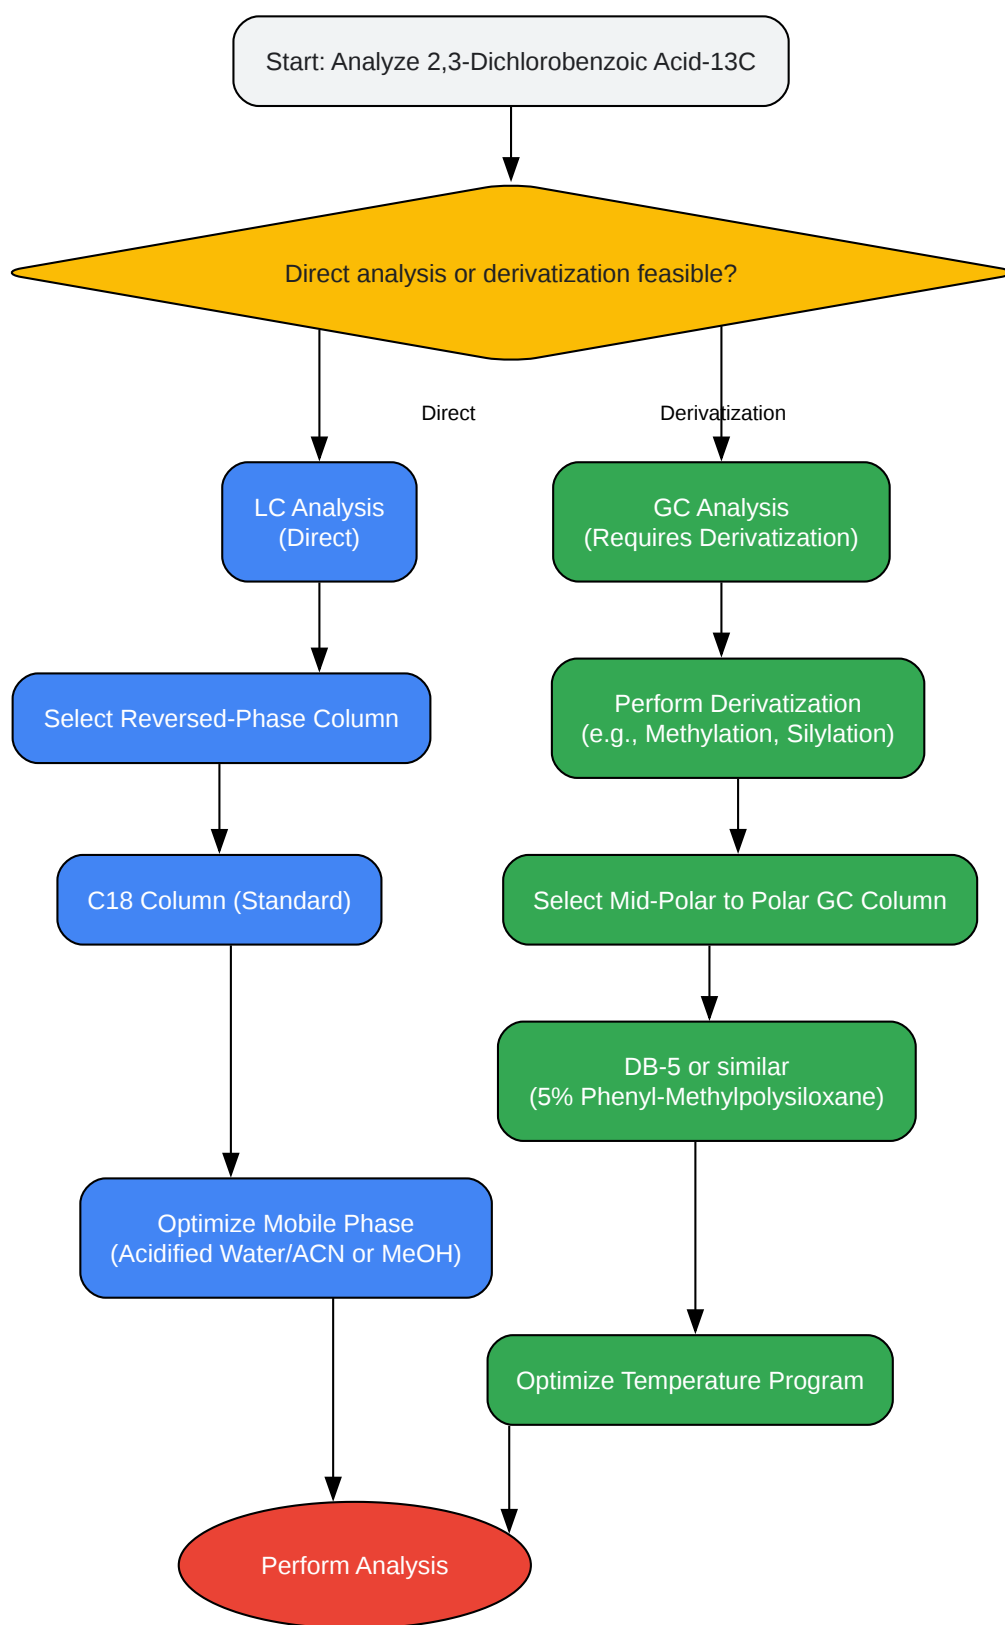 Start: Analyze 2,3-Dichlorobenzoic Acid-13C
Direct analysis or derivatization feasible?
Direct
Derivatization
LC Analysis
(Direct)
GC Analysis
(Requires Derivatization)
Select Reversed-Phase Column
Perform Derivatization
(e.g., Methylation, Silylation)
C18 Column (Standard)
Select Mid-Polar to Polar GC Column
DB-5 or similar
(5% Phenyl-Methylpolysiloxane)
Optimize Mobile Phase
(Acidified Water/ACN or MeOH)
Optimize Temperature Program
Perform Analysis